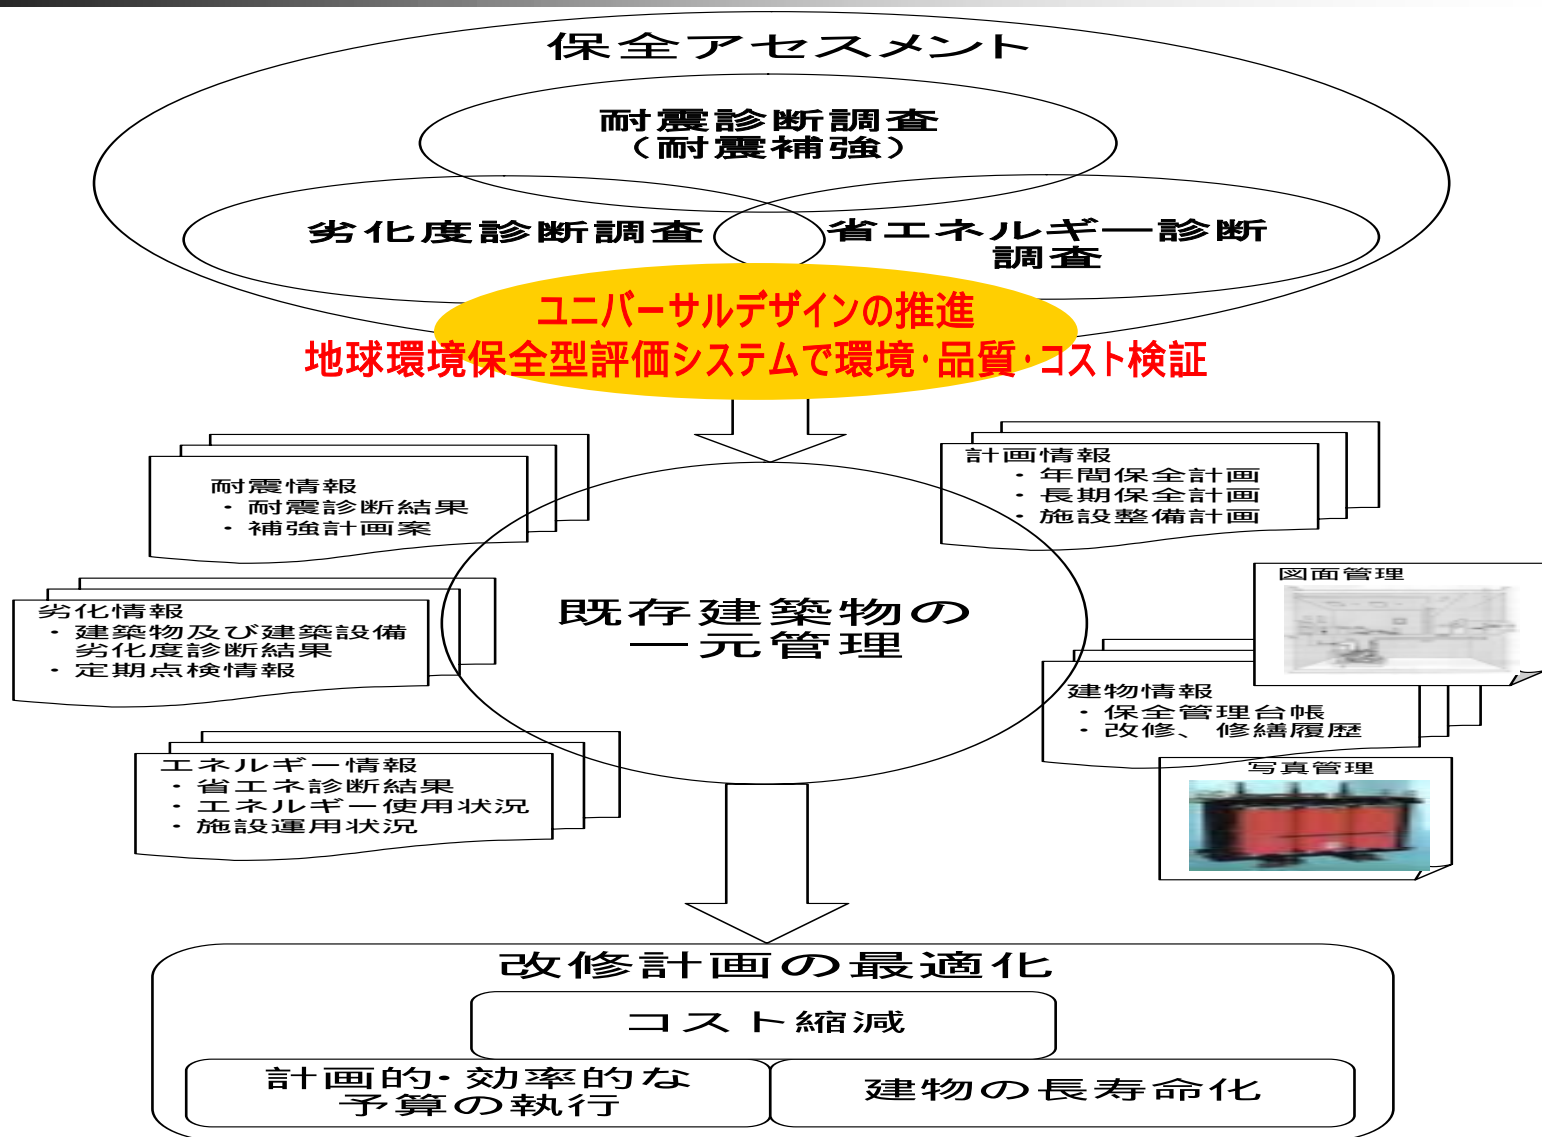 保全アセスメント
耐震診断調査
（耐震補強）
劣化度診断調査
省エネルギー診断
調査
ユニバーサルデザインの推進
地球環境保全型評価システムで環境・品質・コスト検証
耐震情報
・耐震診断結果
・補強計画案
計画情報
・年間保全計画
・長期保全計画
・施設整備計画
劣化情報
・建築物及び建築設備
劣化度診断結果
・定期点検情報
既存建築物の
一元管理
図面管理
建物情報
・保全管理台帳
・改修、修繕履歴
エネルギー情報
・省エネ診断結果
・エネルギー使用状況
・施設運用状況
写真管理
改修計画の最適化
コスト縮減
計画的・効率的な
予算の執行
建物の長寿命化